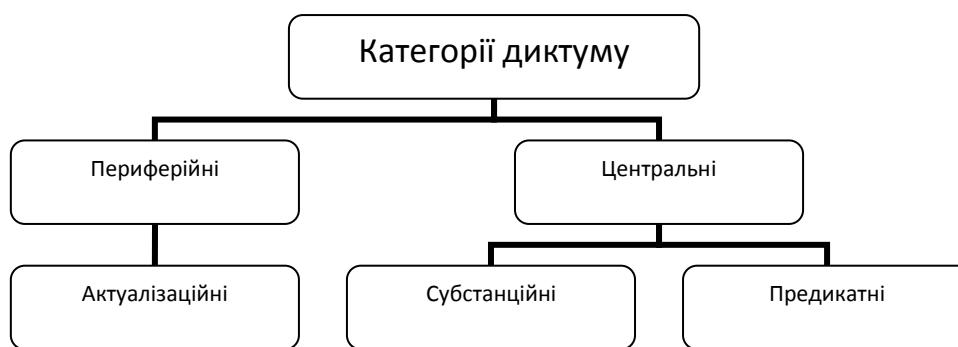 Категорії диктуму
Периферійні
Центральні
Актуалізаційні
Субстанційні
Предикатні